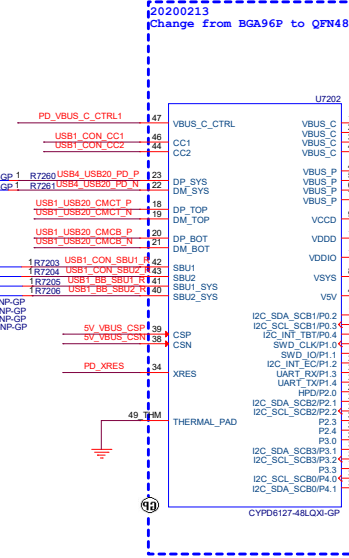 20200213
Change from BGA96P to QFN48
U7202
PD_VBUS_C_CTRL1 47 VBUS_C_CTRL VBUS_C
VBUS_C
USB1_CON_CC1 46 CC1 VBUS_C
USB1_CON_CC2 44 CC2 VBUS_C
VBUS_P
GP 1 R7260 USB4_USB20_PD_P 23 DP_SYS VBUS_P
GP 1 R7261 USB4_USB20_PD_N 22 DM_SYS VBUS_P
USB1_USB20_CMCT_P 18 DP_TOP
USB1_USB20_CMCT_N 19 DM_TOP VCCD
USB1_USB20_CMCB_P 20 DP_BOT VDDD
USB1_USB20_CMCB_N 21 DM_BOT
VDDIO
1 R7203 USB1_CON_SBU1_R 42 SBU1
1 R7204 USB1_CON_SBU2_R 43 SBU2 VSYS
1 R7205 USB1_BB_SBU1_R 41 SBU1_SYS
1 R7206 USB1_BB_SBU2_R 40 SBU2_SYS V5V
NP-GP
NP-GP
NP-GP
NP-GP
I2C_SDA_SCB1/P0.2
I2C_SCL_SCB1/P0.3
5V_VBUS_CSP 39 CSP I2C_INT_TBT/P0.4
5V_VBUS_CSN 38 CSN SWD_CLK/P1.0
SWD_IO/P1.1
I2C_INT_EC/P1.2
PD_XRES 34 XRES UART_RX/P1.3
UART_TX/P1.4
HPD/P2.0
I2C_SDA_SCB2/P2.1
I2C_SCL_SCB2/P2.2
49_THM THERMAL_PAD P2.3
P2.4
P3.0
I2C_SDA_SCB3/P3.1
I2C_SCL_SCB3/P3.2
P3.3
I2C_SCL_SCB0/P4.0
I2C_SDA_SCB0/P4.1
CYPD6127-48LQXI-GP